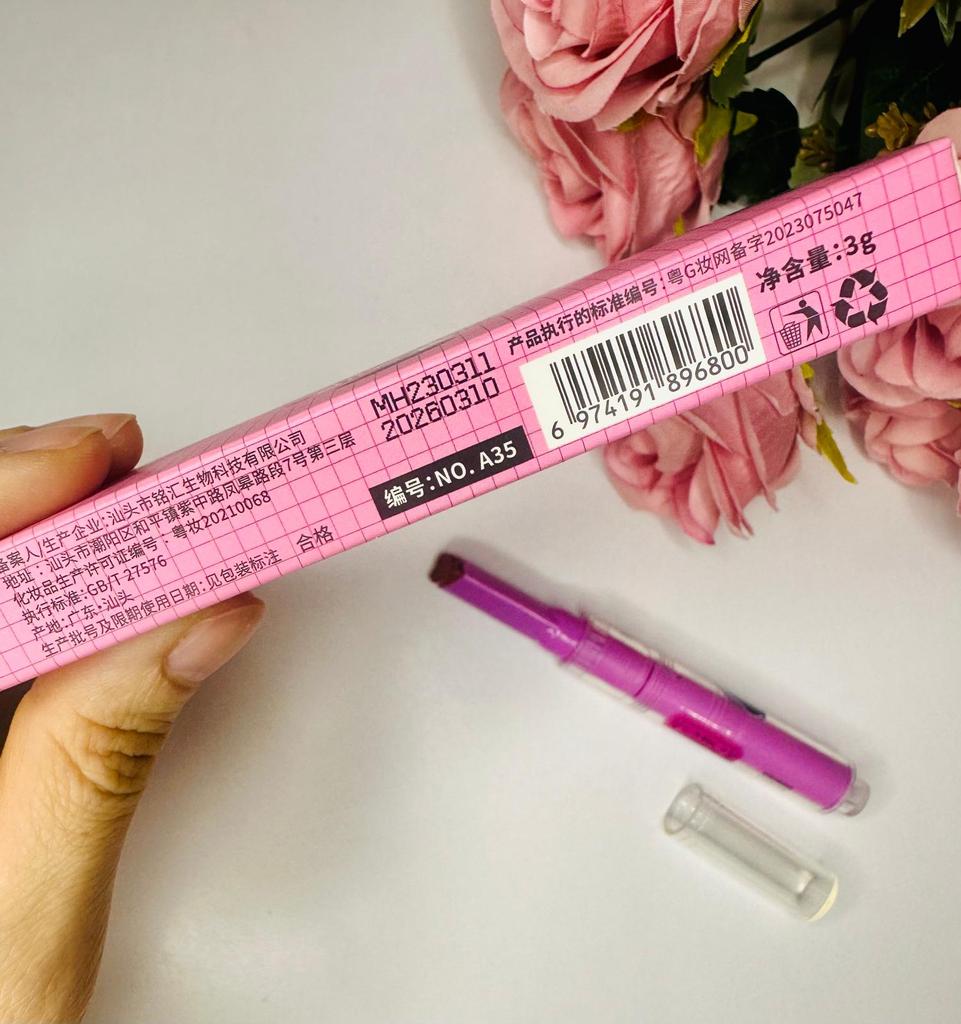 备案人/生产企业:汕头市铭汇生物科技有限公司
地址:汕头市潮阳区和平镇紫中路凤晨路段7号第三层
化妆品生产许可证编号:粤妆20210068
执行标准:GB/T-27576
产地:广东·汕头
生产批号及限期使用日期:见包装标注
合格
MH230311
20260310
编号:NO. A35
产品执行的标准编号:粤G妆网备字2023075047
净含量:3g
6 974191 896800